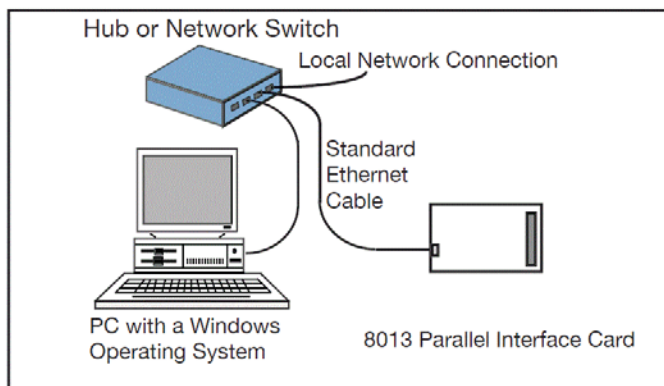 Hub or Network Switch
Local Network Connection
Standard
Ethernet
Cable
PC with a Windows
Operating System
8013 Parallel Interface Card